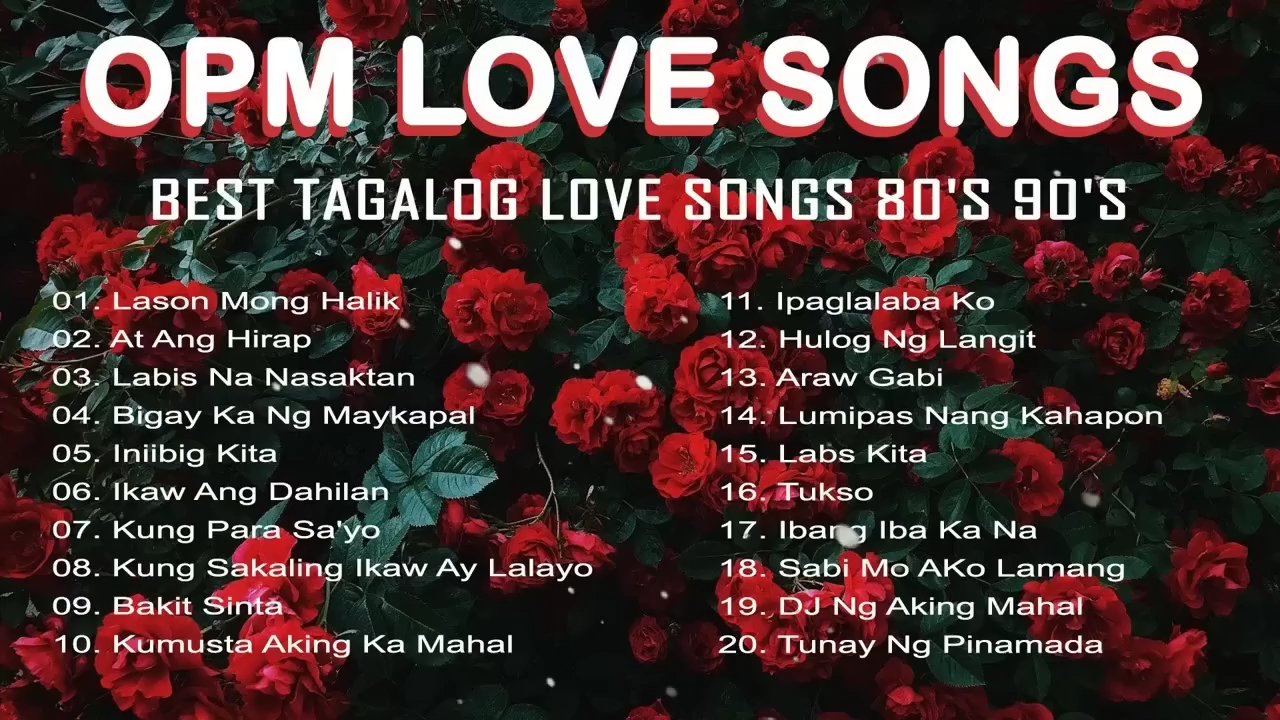 OPM LOVE SONGS
BEST TAGALOG LOVE SONGS 80'S 90'S
01. Lason Mong Halik
02. At Ang Hirap
03. Labis Na Nasaktan
04. Bigay Ka Ng Maykapal
05. Iniibig Kita
06. Ikaw Ang Dahilan
07. Kung Para Sa'yo
08. Kung Sakaling Ikaw Ay Lalayo
09. Bakit Sinta
10. Kumusta Aking Ka Mahal
11. Ipaglalaba Ko
12. Hulog Ng Langit
13. Araw Gabi
14. Lumipas Nang Kahapon
15. Labs Kita
16. Tukso
17. Ibang Iba Ka Na
18. Sabi Mo AKo Lamang
19. DJ Ng Aking Mahal
20. Tunay Ng Pinamada